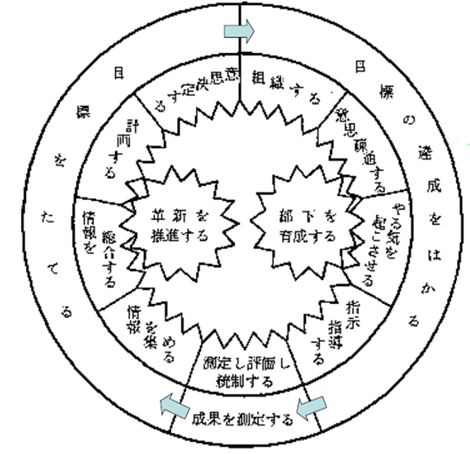 目標をたてる
目標の達成をはかる
成果を測定する
意思決定する
組織する
意思疎通する
やる気を
起こさせる
指示
指導
する
測定し評価し
統制する
情報
を集
める
情報を
総合する
計画する
革新を
推進する
部下を
育成する